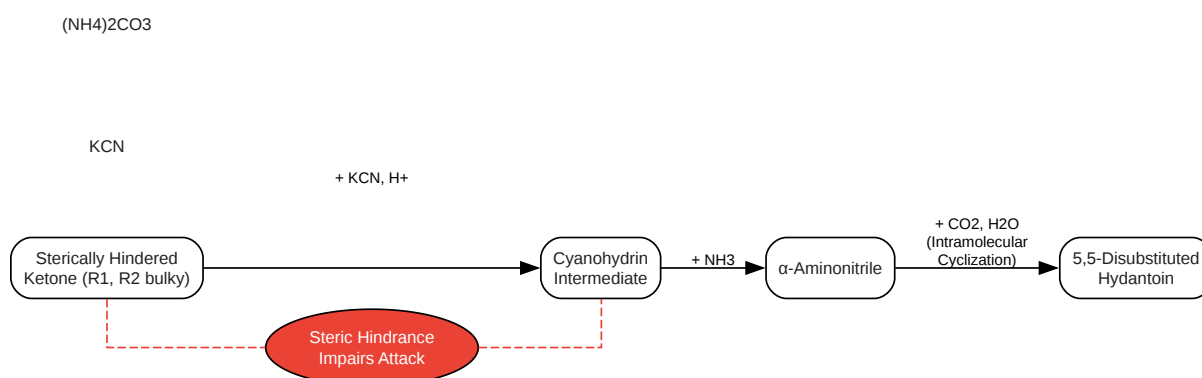 (NH4)2CO3
KCN
+ KCN, H+
Sterically Hindered
Ketone (R1, R2 bulky)
Cyanohydrin
Intermediate
+ NH3
α-Aminonitrile
+ CO2, H2O
(Intramolecular
Cyclization)
5,5-Disubstituted
Hydantoin
Steric Hindrance
Impairs Attack